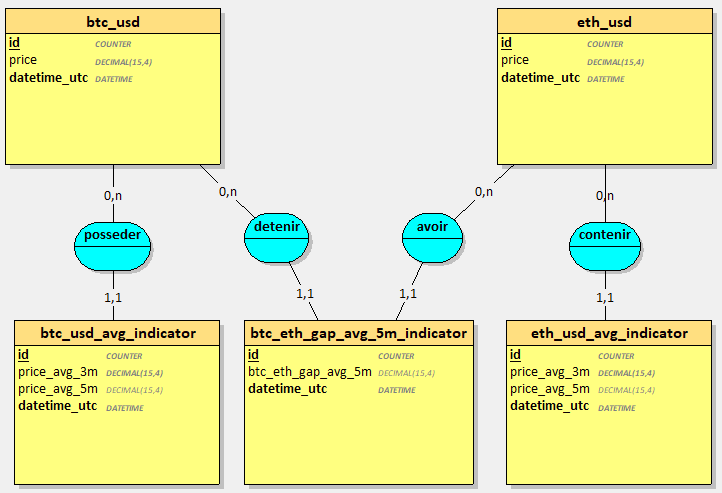 btc_usd
id COUNTER
price DECIMAL(15,4)
datetime_utc DATETIME
eth_usd
id COUNTER
price DECIMAL(15,4)
datetime_utc DATETIME
0,n
0,n
0,n
0,n
posseder
detenir
avoir
contenir
1,1
1,1
1,1
1,1
btc_usd_avg_indicator
id COUNTER
price_avg_3m DECIMAL(15,4)
price_avg_5m DECIMAL(15,4)
datetime_utc DATETIME
btc_eth_gap_avg_5m_indicator
id COUNTER
btc_eth_gap_avg_5m DECIMAL(15,4)
datetime_utc DATETIME
eth_usd_avg_indicator
id COUNTER
price_avg_3m DECIMAL(15,4)
price_avg_5m DECIMAL(15,4)
datetime_utc DATETIME